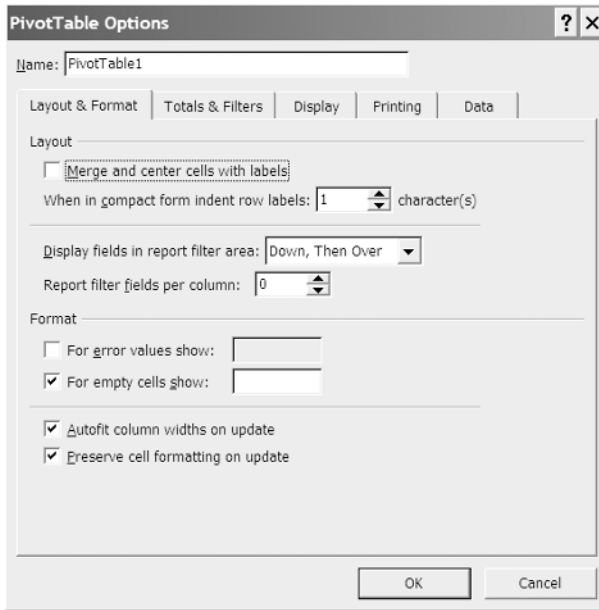 PivotTable Options ? ×
Name: PivotTable1
Layout & Format Totals & Filters Display Printing Data
Layout
Merge and center cells with labels
When in compact form indent row labels: 1 character(s)
Display fields in report filter area: Down, Then Over
Report filter fields per column: 0
Format
For error values show:
For empty cells show:
Autofit column widths on update
Preserve cell formatting on update
OK Cancel